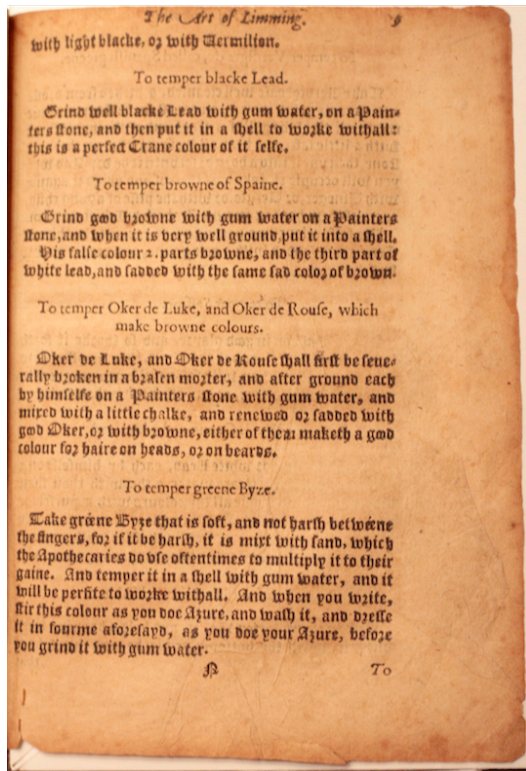 The Art of Limming. 9
with light blacke, or with Vermilion.
To temper blacke Lead.
Grind well blacke Lead with gum water, on a Pain-
ters stone, and then put it in a shell to worke withall:
this is a perfect Crane colour of it selfe.
To temper browne of Spaine.
Grind good browne with gum water on a Painters
stone, and when it is very well ground put it into a shell.
His false colour 2. parts browne, and the third part of
white lead, and sadded with the same sad color of brown.
To temper Oker de Luke, and Oker de Rouse, which
make browne colours.
Oker de Luke, and Oker de Rouse shall first be seue-
rally broken in a brasen morter, and after ground each
by himselfe on a Painters stone with gum water, and
mixed with a little chalke, and renewed or sadded with
good Oker, or with browne, either of them maketh a good
colour for haire on heads, or on beards.
To temper greene Byze.
Take gréene Byze that is soft, and not harsh betwéene
the fingers, for if it be harsh, it is mixt with sand, which
the Apothecaries do vse oftentimes to multiply it to their
gaine. And temper it in a shell with gum water, and it
will be perfite to worke withall. And when you write,
stir this colour as you doe Azure, and wash it, and dresse
it in fourme aforesayd, as you doe your Azure, before
you grind it with gum water.
To